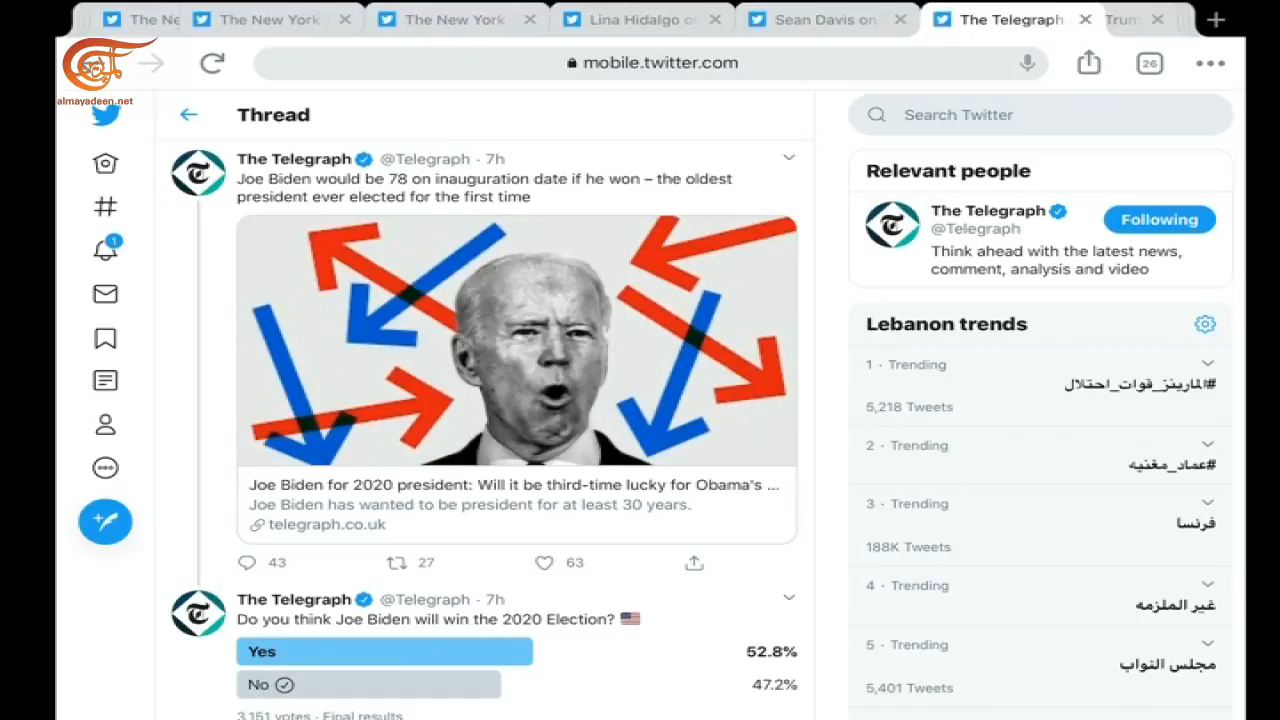 The Ne
The New York
The New York
Lina Hidalgo o
Sean Davis on
The Telegraph
Trum
almayadeen.net
mobile.twitter.com
26
Thread
Search Twitter
The Telegraph @Telegraph · 7h
Joe Biden would be 78 on inauguration date if he won – the oldest
president ever elected for the first time
Joe Biden for 2020 president: Will it be third-time lucky for Obama's ...
Joe Biden has wanted to be president for at least 30 years.
telegraph.co.uk
43 27 63
The Telegraph @Telegraph · 7h
Do you think Joe Biden will win the 2020 Election?
Yes 52.8%
No 47.2%
3,151 votes · Final results
1
Relevant people
The Telegraph
@Telegraph
Following
Think ahead with the latest news,
comment, analysis and video
Lebanon trends
1 · Trending
#المارينز_قوات_احتلال
5,218 Tweets
2 · Trending
#عماد_مغنيه
3 · Trending
فرنسا
188K Tweets
4 · Trending
غير الملزمه
5 · Trending
مجلس النواب
5,401 Tweets